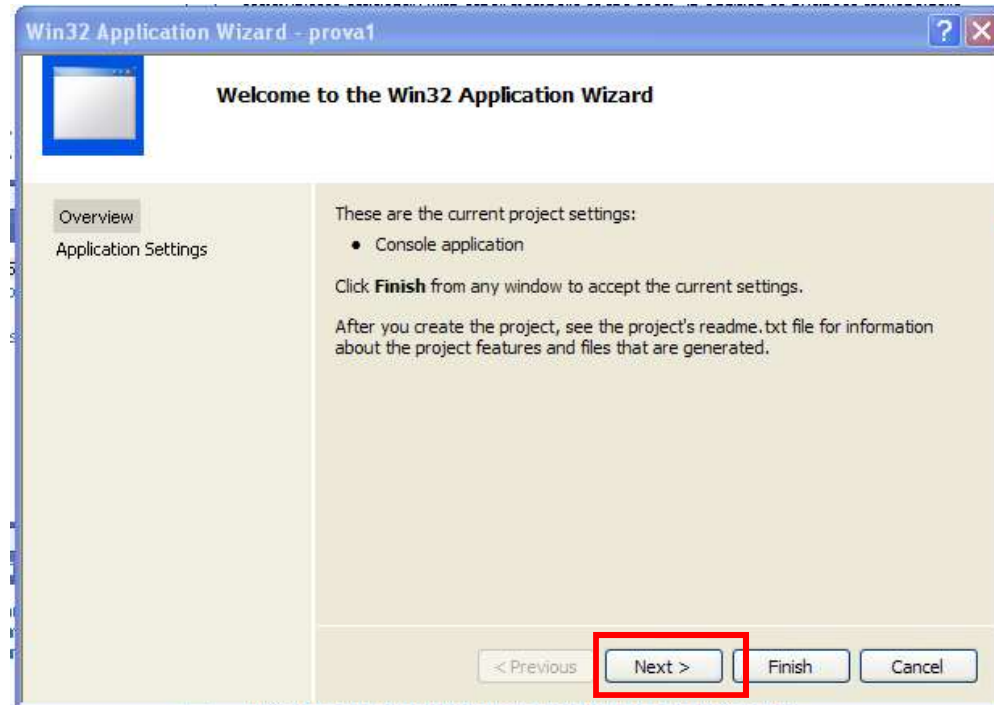 Win32 Application Wizard - prova1
Welcome to the Win32 Application Wizard
Overview
Application Settings
These are the current project settings:
• Console application
Click Finish from any window to accept the current settings.
After you create the project, see the project's readme.txt file for information
about the project features and files that are generated.
< Previous
Next >
Finish
Cancel